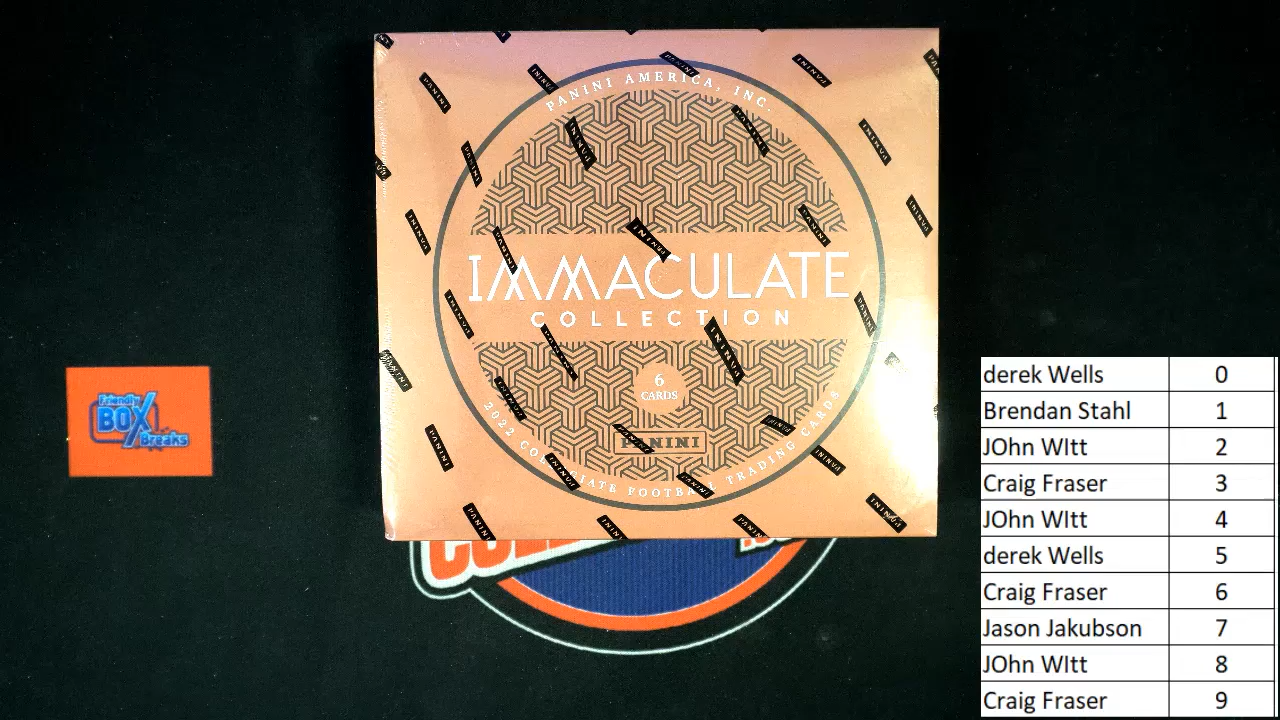 PANINI AMERICA, INC.
IMMACULATE
COLLECTION
6
CARDS
PANINI
2022 COLLEGIATE FOOTBALL TRADING CARDS
Friendly
BOX
Breaks
derek Wells 0
Brendan Stahl 1
JOhn WItt 2
Craig Fraser 3
JOhn WItt 4
derek Wells 5
Craig Fraser 6
Jason Jakubson 7
JOhn WItt 8
Craig Fraser 9